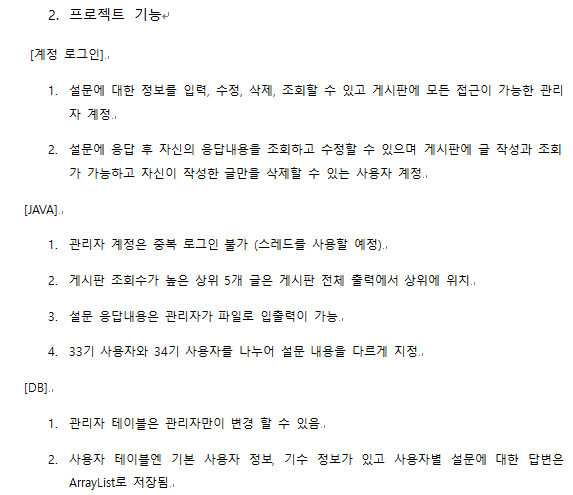 2. 프로젝트 기능
[계정 로그인].
1. 설문에 대한 정보를 입력, 수정, 삭제, 조회할 수 있고 게시판에 모든 접근이 가능한 관리
자 계정.
2. 설문에 응답 후 자신의 응답내용을 조회하고 수정할 수 있으며 게시판에 글 작성과 조회
가 가능하고 자신이 작성한 글만을 삭제할 수 있는 사용자 계정.
[JAVA].
1. 관리자 계정은 중복 로그인 불가 (스레드를 사용할 예정).
2. 게시판 조회수가 높은 상위 5개 글은 게시판 전체 출력에서 상위에 위치.
3. 설문 응답내용은 관리자가 파일로 입출력이 가능.
4. 33기 사용자와 34기 사용자를 나누어 설문 내용을 다르게 지정.
[DB].
1. 관리자 테이블은 관리자만이 변경 할 수 있음.
2. 사용자 테이블엔 기본 사용자 정보, 기수 정보가 있고 사용자별 설문에 대한 답변은
ArrayList로 저장됨.